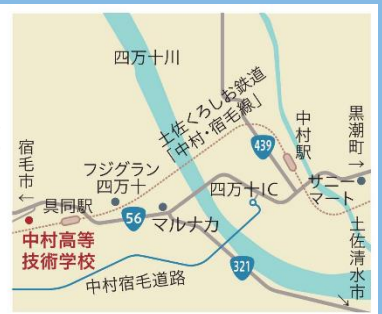 四万十川
土佐くろしお鉄道
「中村・宿毛線」
439
中村駅
黒潮町→
宿毛市←
フジグラン
四万十
四万十IC
サニー
マート
具同駅
56
マルナカ
中村高等
技術学校
中村宿毛道路
321
土佐清水市
→